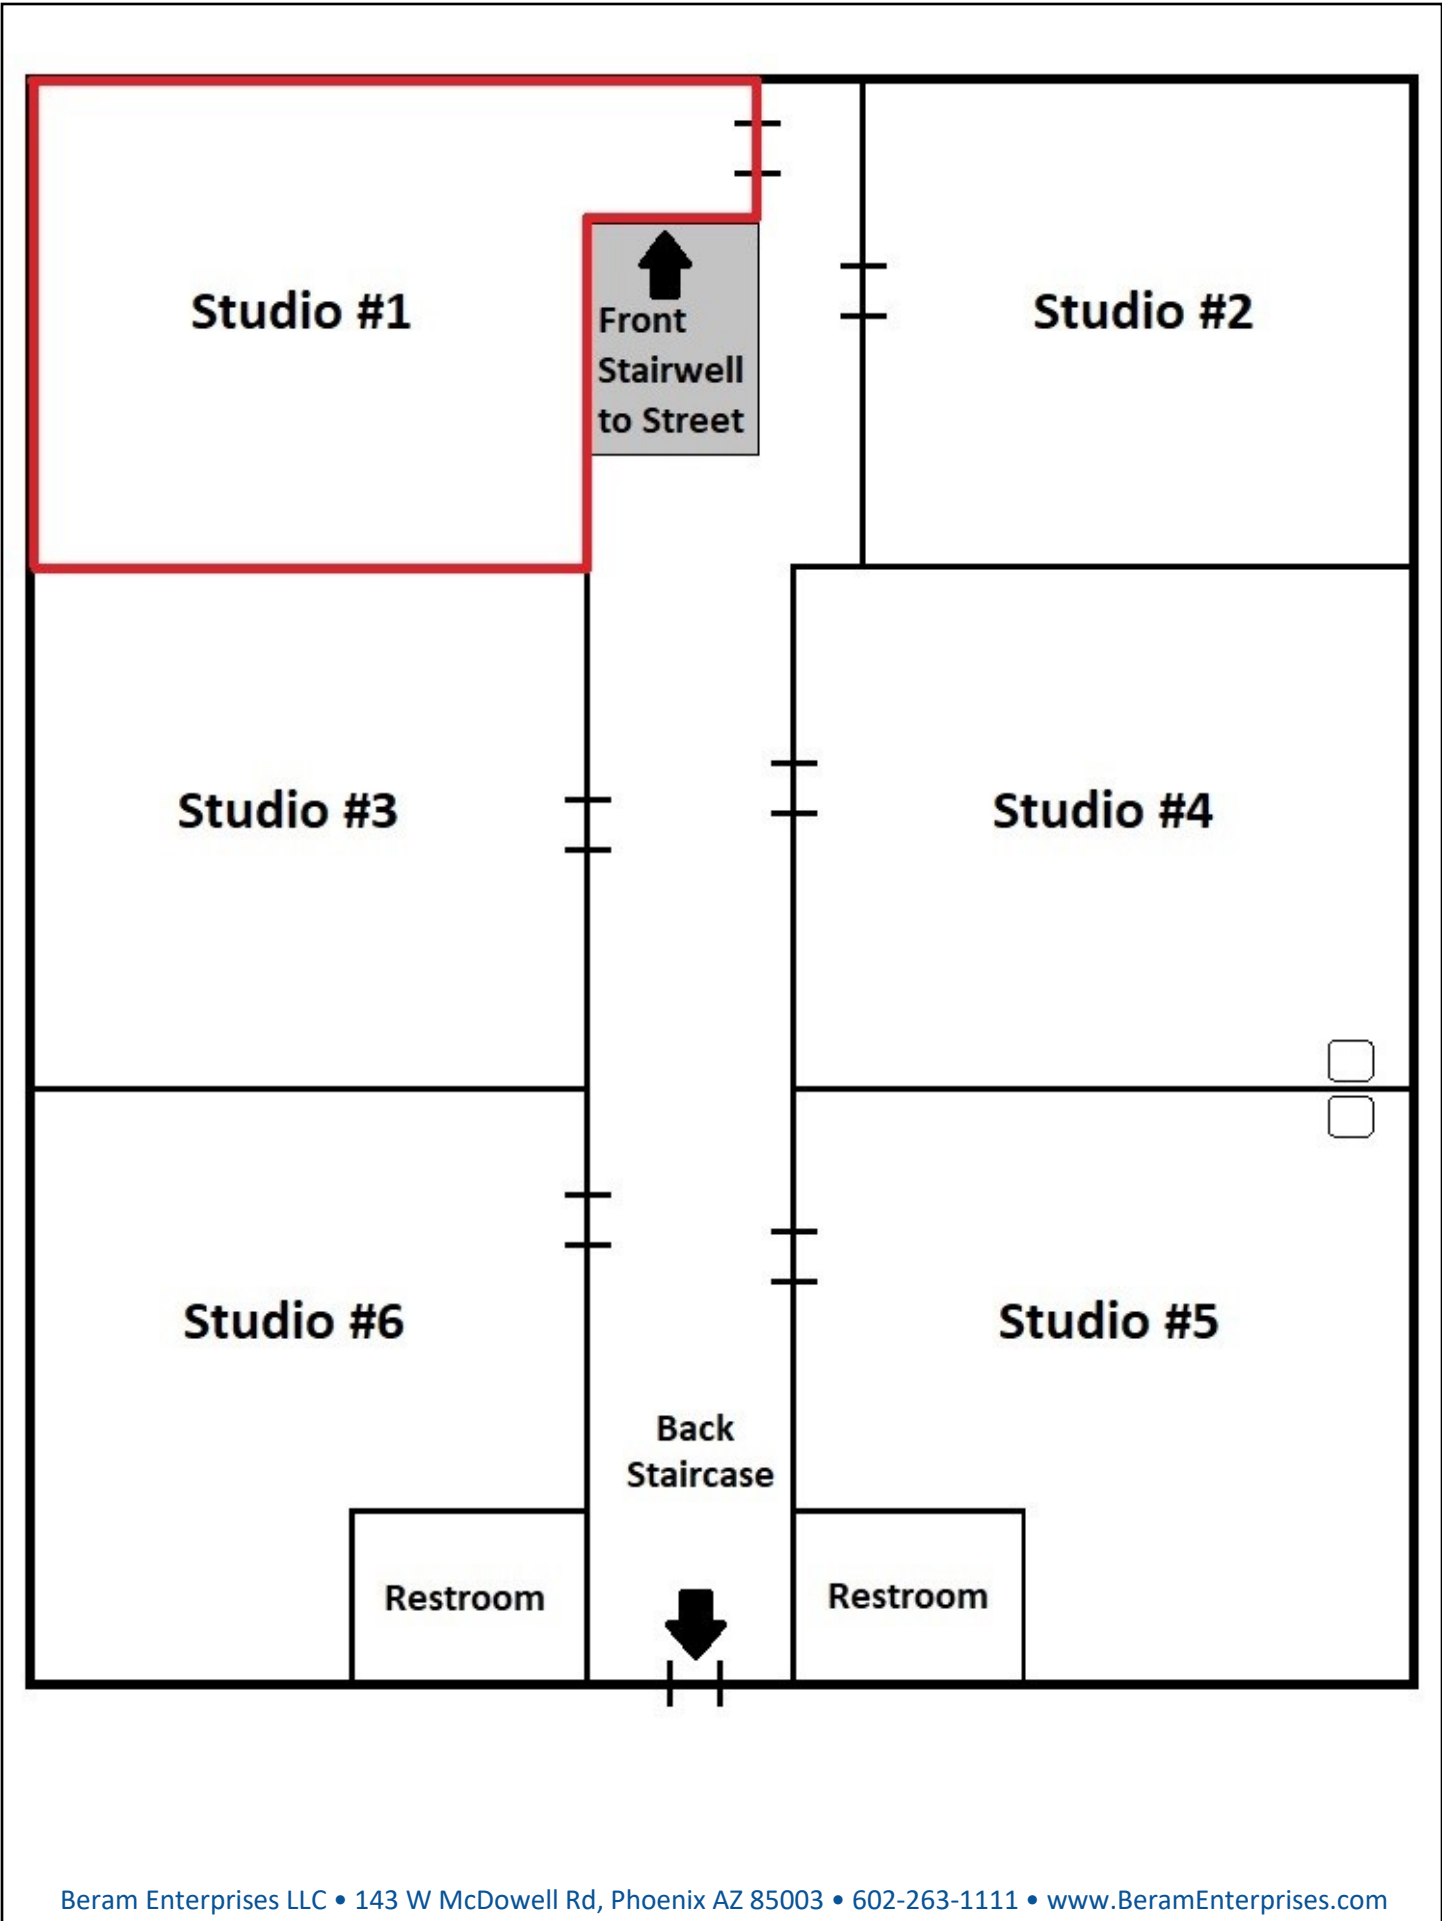 Studio #1
Front
Stairwell
to Street
Studio #2
Studio #3
Studio #4
Studio #6
Studio #5
Back
Staircase
Restroom
Restroom
Beram Enterprises LLC • 143 W McDowell Rd, Phoenix AZ 85003 • 602-263-1111 • www.BeramEnterprises.com